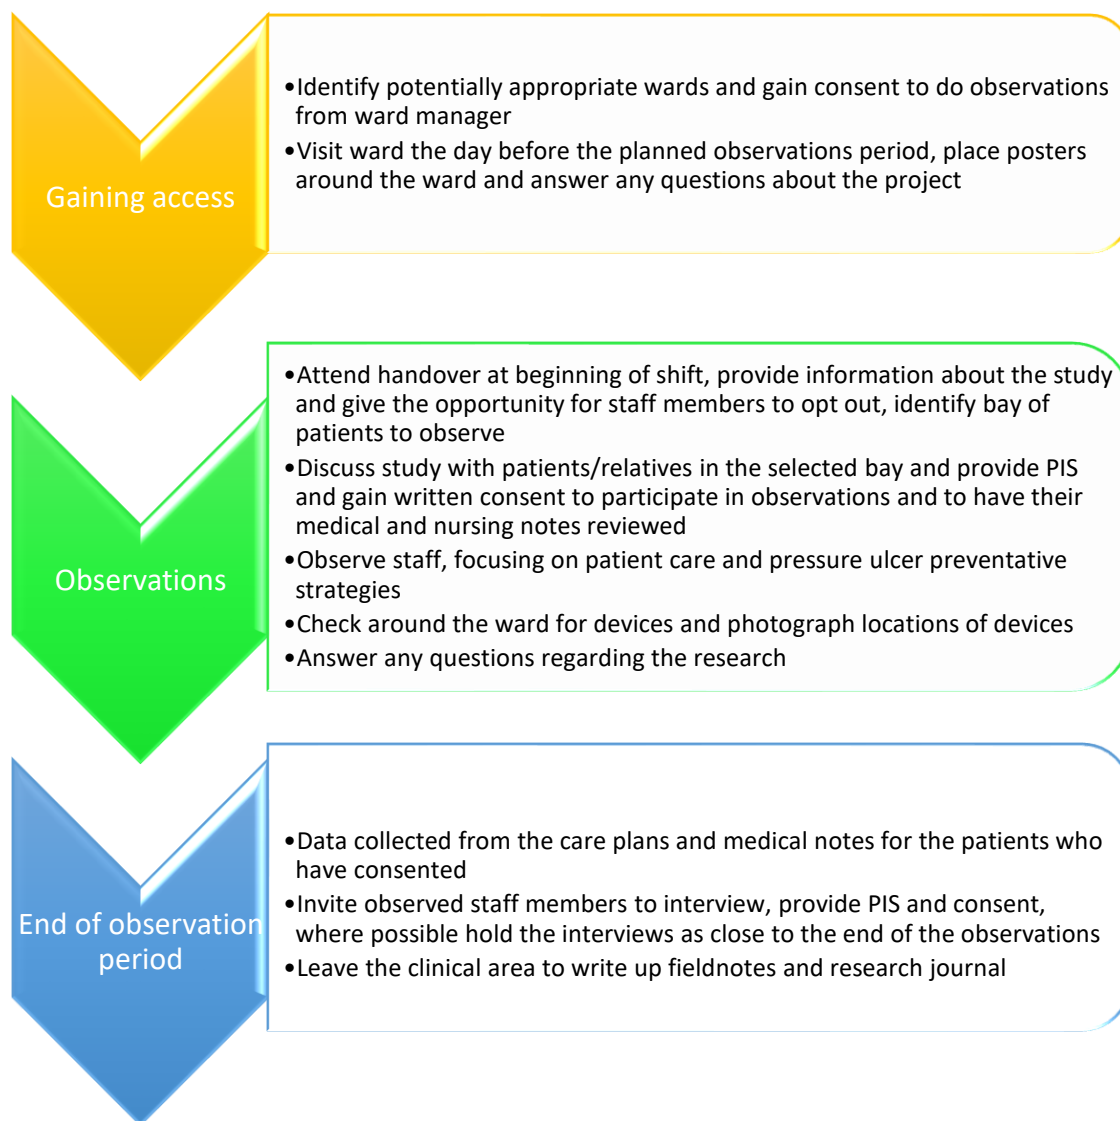 Gaining access
•Identify potentially appropriate wards and gain consent to do observations
from ward manager
•Visit ward the day before the planned observations period, place posters
around the ward and answer any questions about the project
Observations
•Attend handover at beginning of shift, provide information about the study
and give the opportunity for staff members to opt out, identify bay of
patients to observe
•Discuss study with patients/relatives in the selected bay and provide PIS
and gain written consent to participate in observations and to have their
medical and nursing notes reviewed
•Observe staff, focusing on patient care and pressure ulcer preventative
strategies
•Check around the ward for devices and photograph locations of devices
•Answer any questions regarding the research
End of observation
period
•Data collected from the care plans and medical notes for the patients who
have consented
•Invite observed staff members to interview, provide PIS and consent,
where possible hold the interviews as close to the end of the observations
•Leave the clinical area to write up fieldnotes and research journal